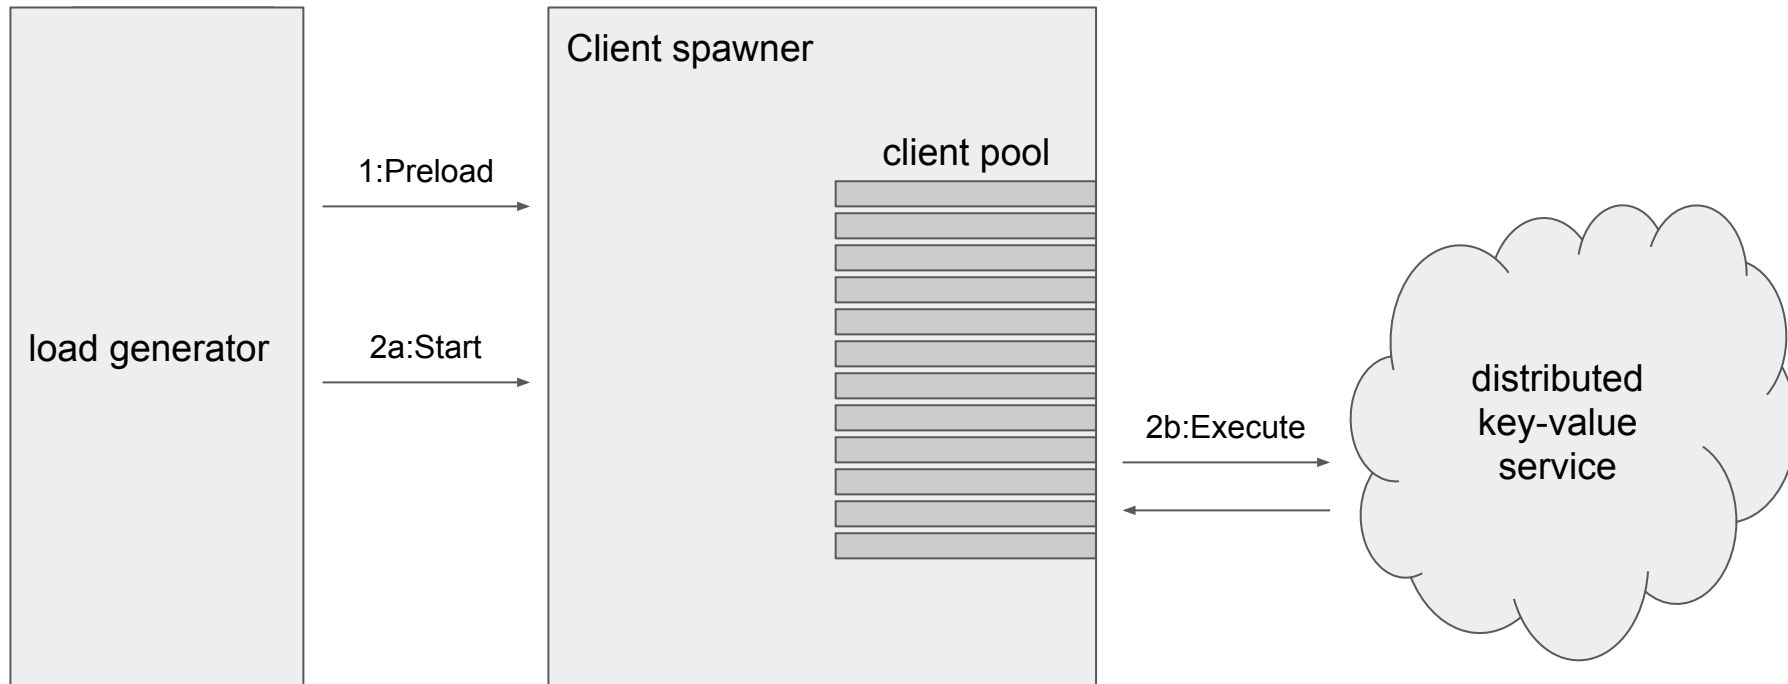 Client spawner
client pool
1:Preload
load generator
2a:Start
2b:Execute
distributed
key-value
service